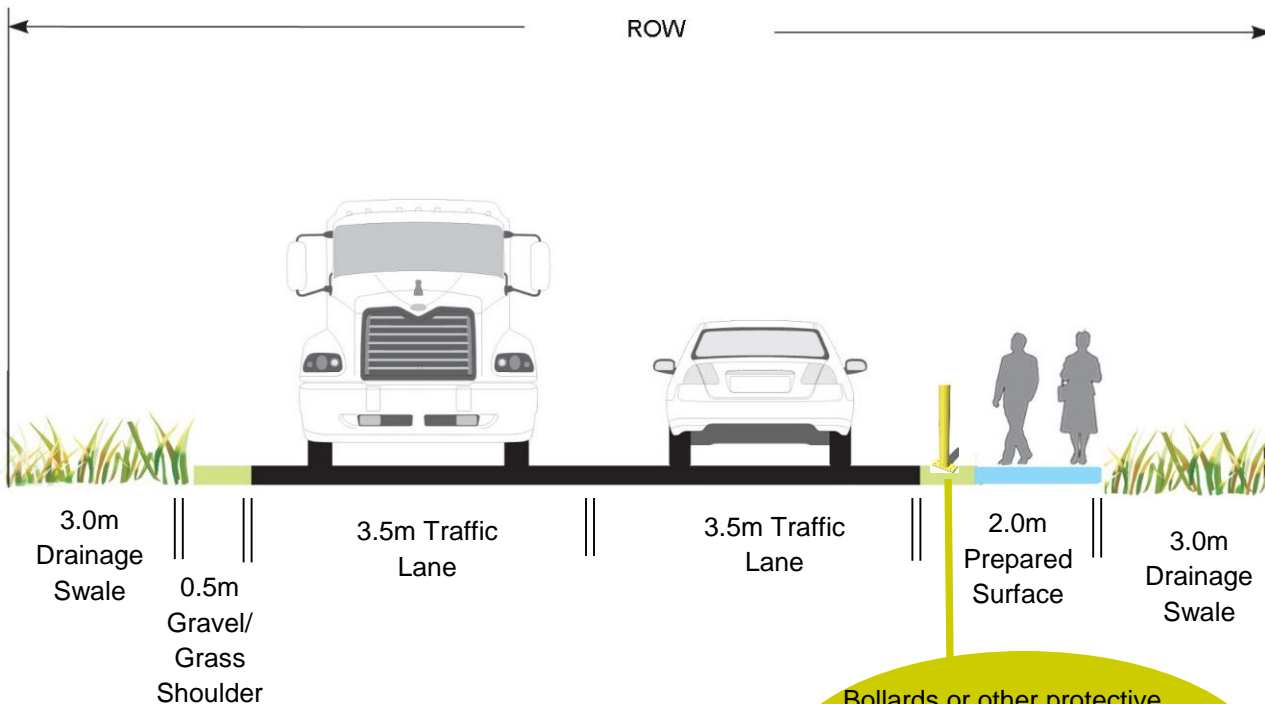 ROW
3.0m
Drainage
Swale
0.5m
Gravel/
Grass
Shoulder
3.5m Traffic
Lane
3.5m Traffic
Lane
2.0m
Prepared
Surface
3.0m
Drainage
Swale
Bollards or other protective